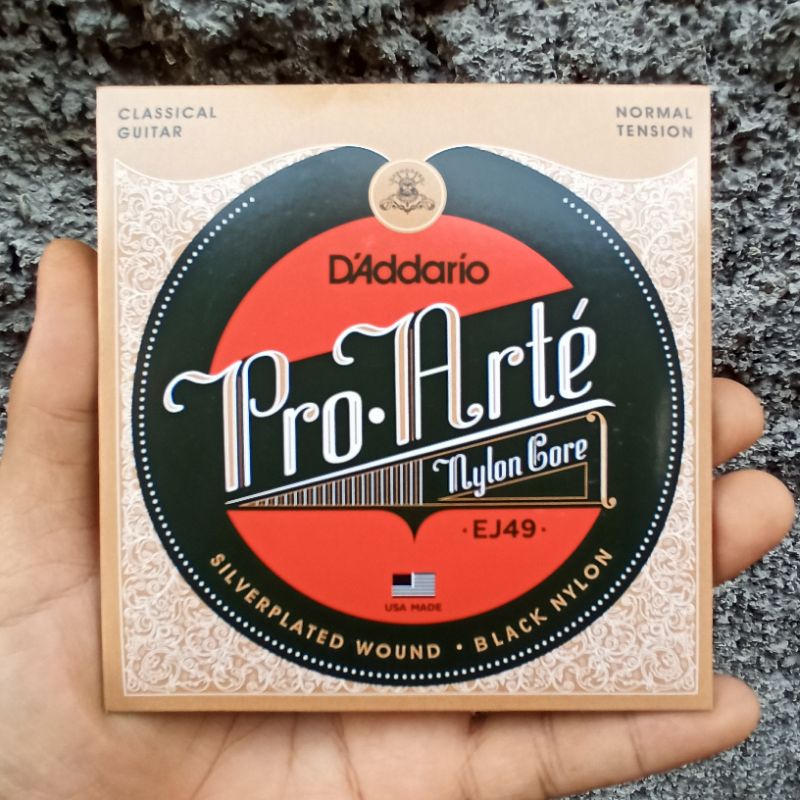 CLASSICAL
GUITAR
NORMAL
TENSION
D'Addario
Pro·Arté
Nylon Core
·EJ49·
USA MADE
SILVERPLATED WOUND · BLACK NYLON